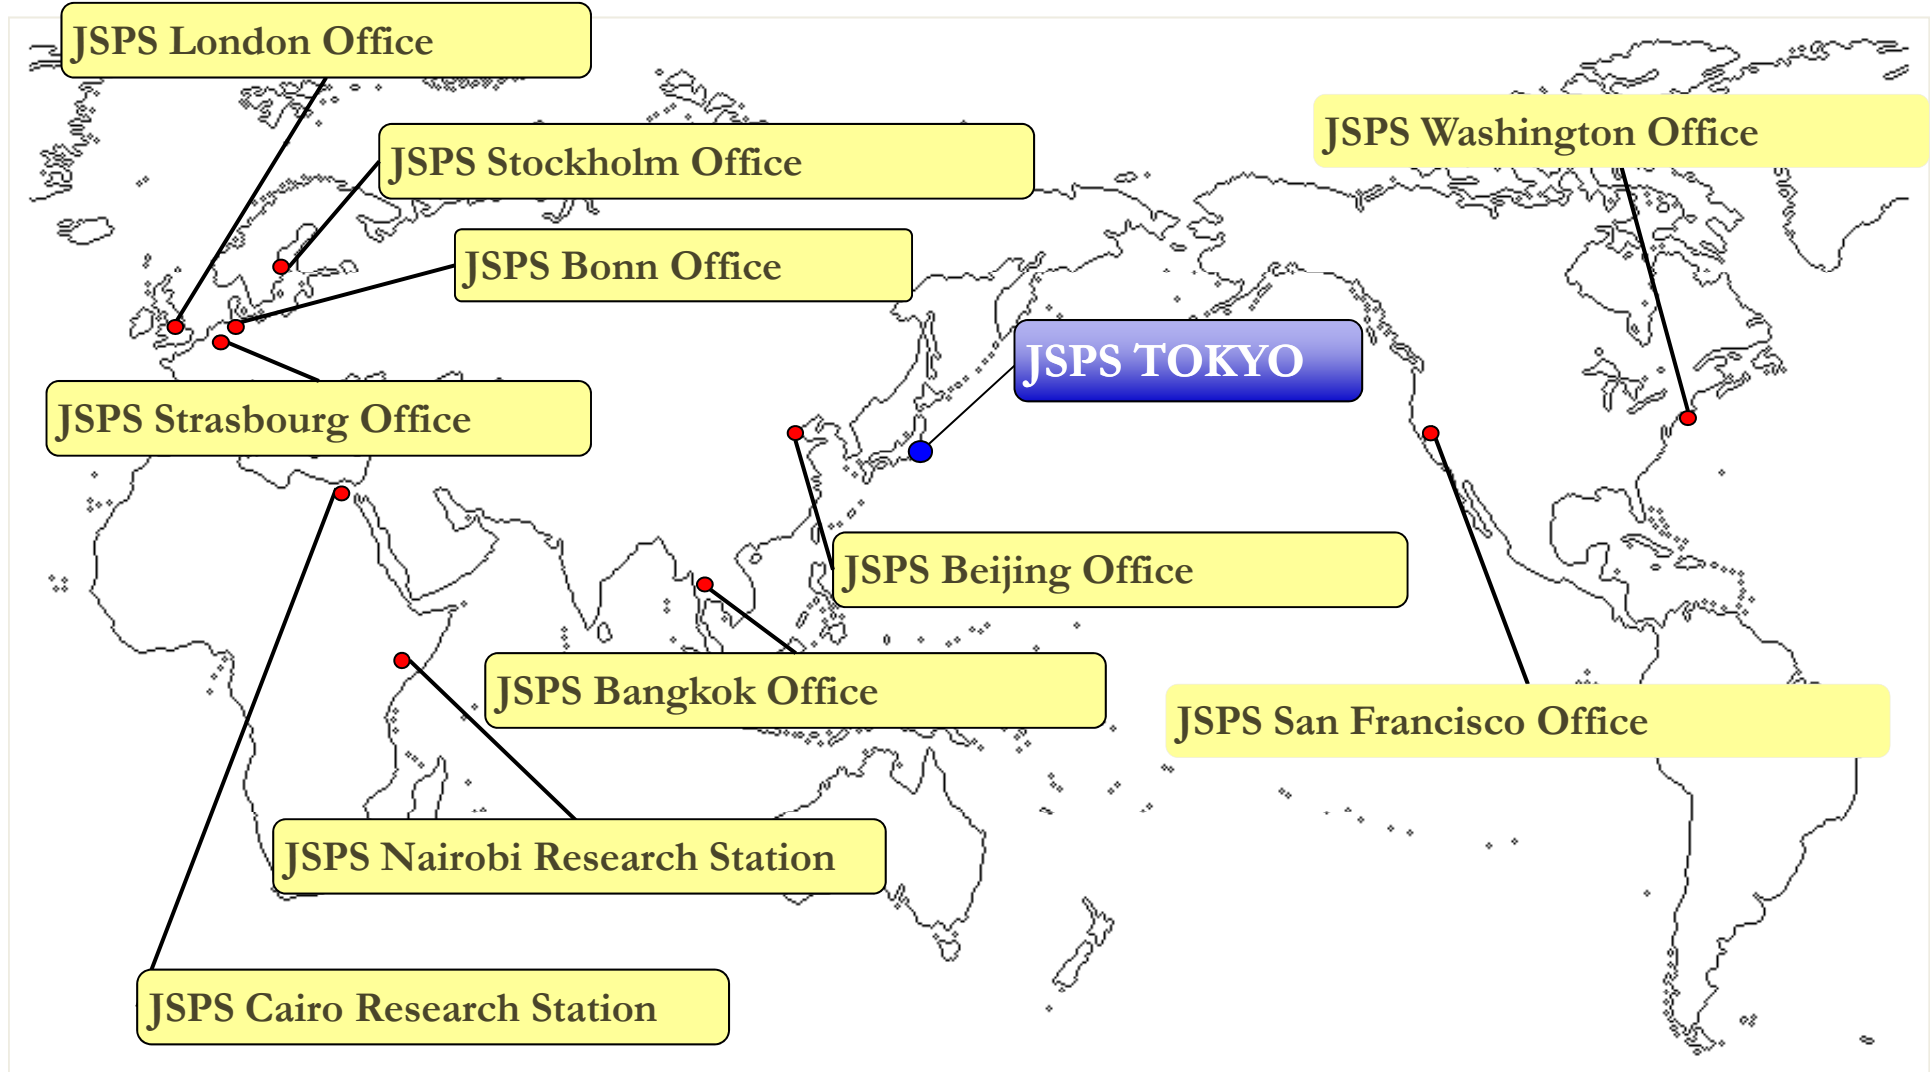 JSPS London Office
JSPS Washington Office
JSPS Stockholm Office
JSPS Bonn Office
JSPS TOKYO
JSPS Strasbourg Office
JSPS Beijing Office
JSPS Bangkok Office
JSPS San Francisco Office
JSPS Nairobi Research Station
JSPS Cairo Research Station